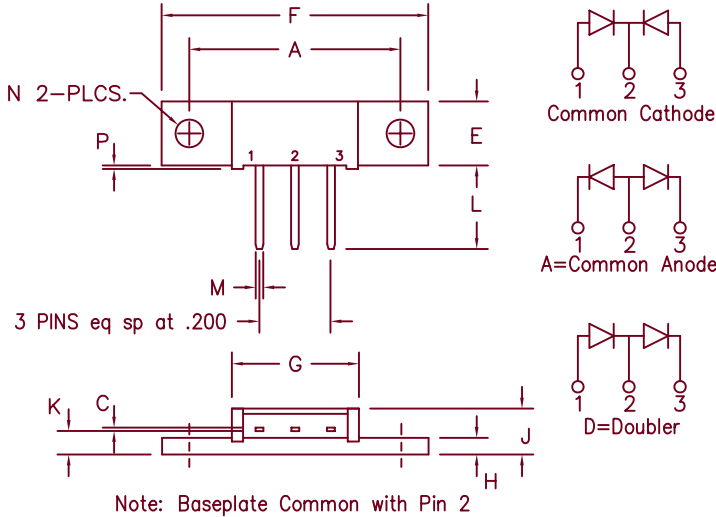 F
A
N 2-PLCS.
P
1 2 3
E
L
M
3 PINS eq sp at .200
G
K
C
J
H
Note: Baseplate Common with Pin 2
1 2 3
Common Cathode
1 2 3
A=Common Anode
1 2 3
D=Doubler